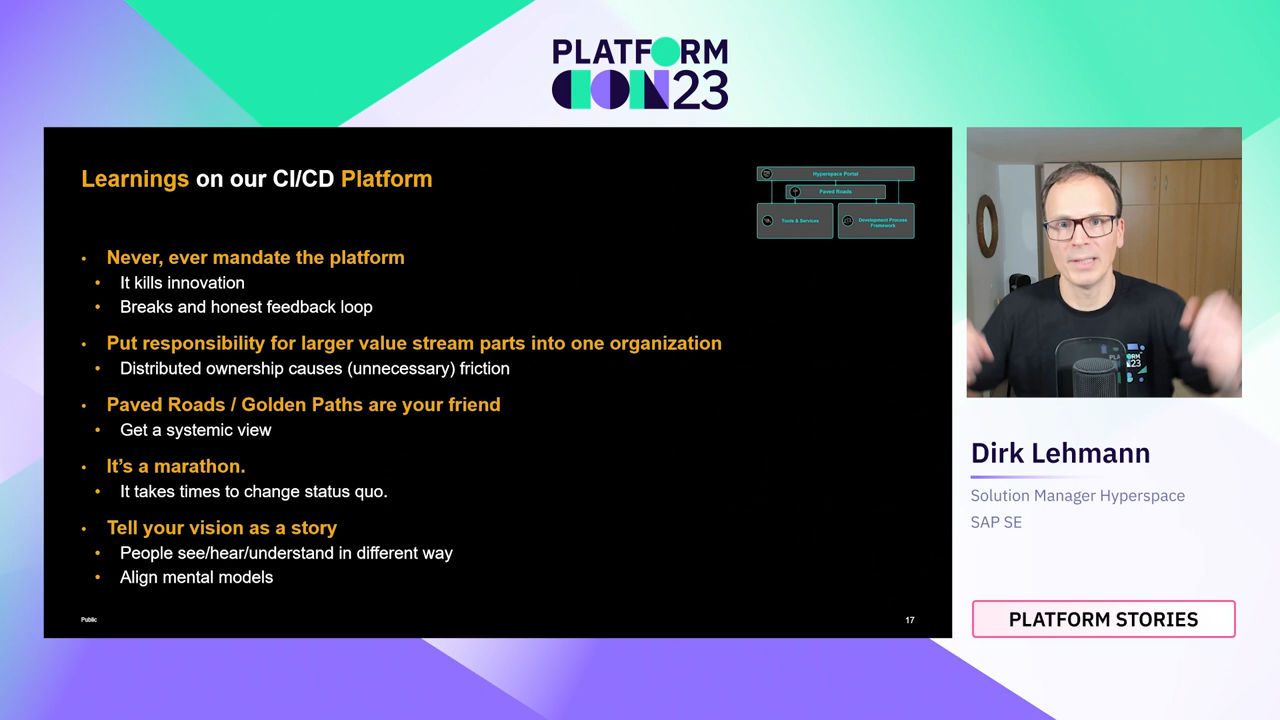 PLATFORM
CON23
Learnings on our CI/CD Platform
Hyperspace Portal
Paved Roads
Tools & Services
Development Process
Framework
• Never, ever mandate the platform
• It kills innovation
• Breaks and honest feedback loop
• Put responsibility for larger value stream parts into one organization
• Distributed ownership causes (unnecessary) friction
• Paved Roads / Golden Paths are your friend
• Get a systemic view
• It’s a marathon.
• It takes times to change status quo.
• Tell your vision as a story
• People see/hear/understand in different way
• Align mental models
Public
17
Dirk Lehmann
Solution Manager Hyperspace
SAP SE
PLATFORM STORIES